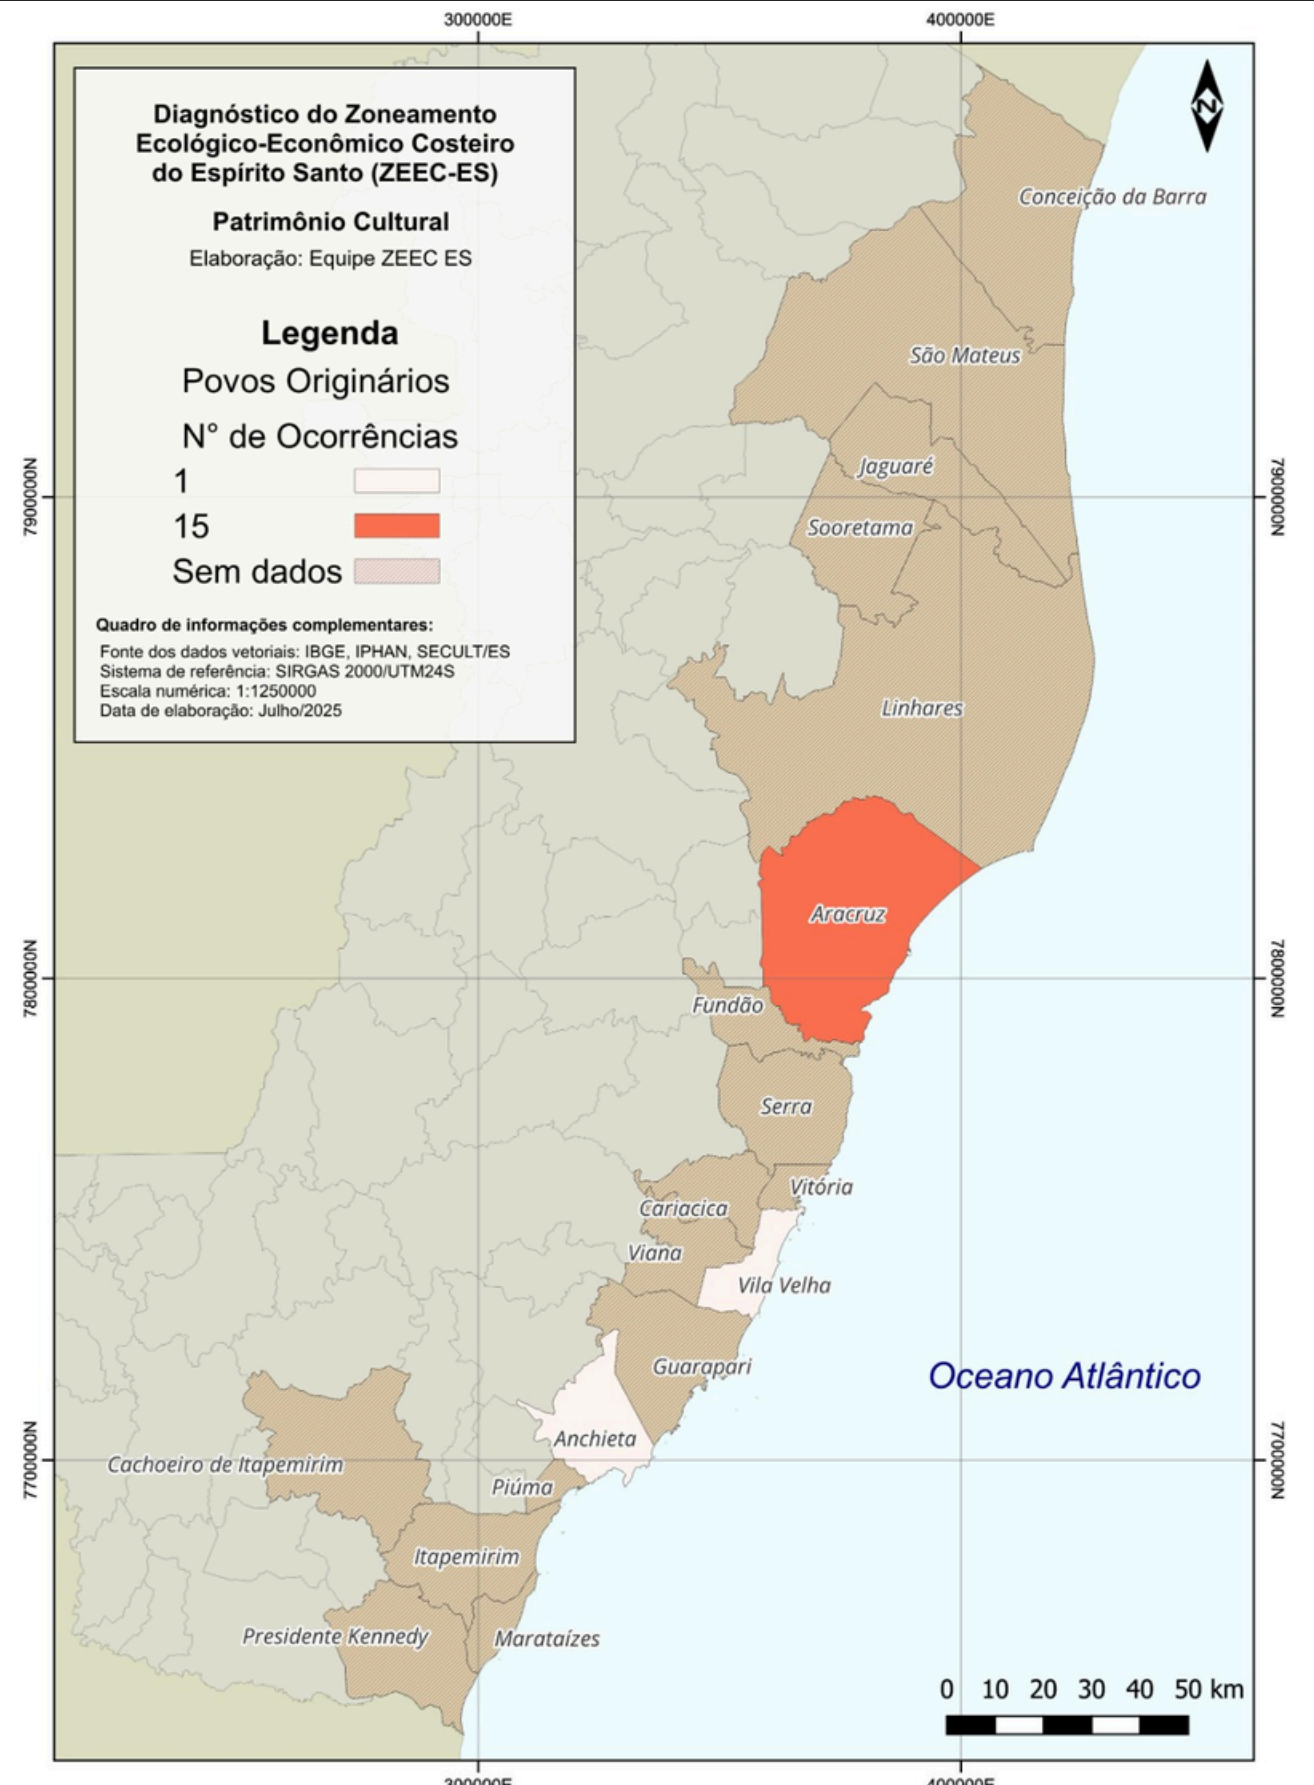 300000E
400000E
Diagnóstico do Zoneamento
Ecológico-Econômico Costeiro
do Espírito Santo (ZEEC-ES)
Patrimônio Cultural
Elaboração: Equipe ZEEC ES
Legenda
Povos Originários
N° de Ocorrências
1
15
Sem dados
Quadro de informações complementares:
Fonte dos dados vetoriais: IBGE, IPHAN, SECULT/ES
Sistema de referência: SIRGAS 2000/UTM24S
Escala numérica: 1:1250000
Data de elaboração: Julho/2025
N
Conceição da Barra
São Mateus
Jaguaré
7900000N
7900000N
Sooretama
Linhares
Aracruz
7800000N
7800000N
Fundão
Serra
Vitória
Cariacica
Viana
Vila Velha
Guarapari
Oceano Atlântico
Anchieta
7700000N
7700000N
Cachoeiro de Itapemirim
Piúma
Itapemirim
Presidente Kennedy
Marataízes
0 10 20 30 40 50 km
300000E
400000E